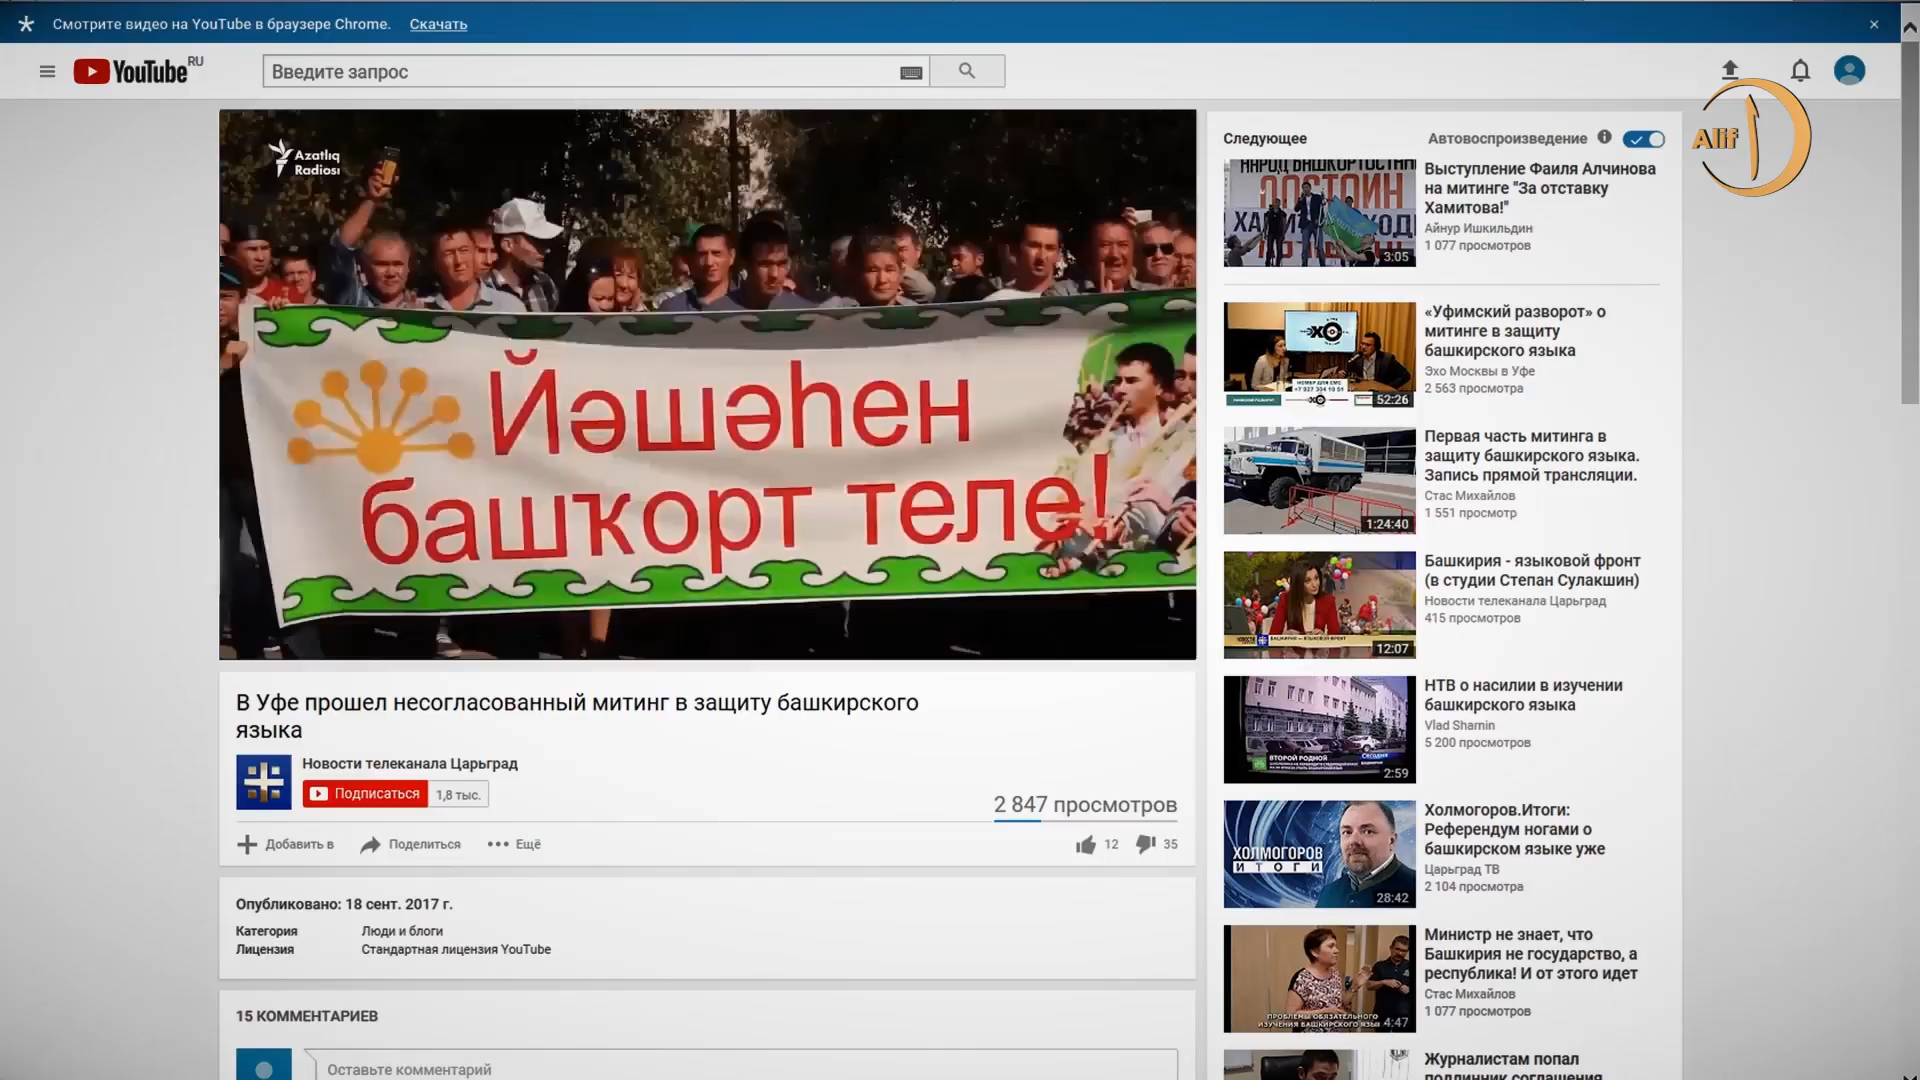 Смотрите видео на YouTube в браузере Chrome. Скачать
YouTube RU
Введите запрос
Alif
Azatlıq
Radiosı
Йәшәһен
башҡорт теле!
В Уфе прошел несогласованный митинг в защиту башкирского
языка
Новости телеканала Царьград
Подписаться 1,8 тыс.
2 847 просмотров
Добавить в Поделиться Ещё 12 35
Опубликовано: 18 сент. 2017 г.
Категория Люди и блоги
Лицензия Стандартная лицензия YouTube
15 КОММЕНТАРИЕВ
Оставьте комментарий
Следующее Автовоспроизведение
Выступление Фаиля Алчинова
на митинге "За отставку
Хамитова!"
Айнур Ишкильдин
1 077 просмотров
3:05
«Уфимский разворот» о
митинге в защиту
башкирского языка
Эхо Москвы в Уфе
2 563 просмотра
52:26
Первая часть митинга в
защиту башкирского языка.
Запись прямой трансляции.
Стас Михайлов
1 551 просмотр
1:24:40
Башкирия - языковой фронт
(в студии Степан Сулакшин)
Новости телеканала Царьград
415 просмотров
12:07
НТВ о насилии в изучении
башкирского языка
Vlad Shamin
5 200 просмотров
ВТОРОЙ РОДНОЙ
Сегодня
2:59
Холмогоров.Итоги:
Референдум ногами о
башкирском языке уже
Царьград ТВ
2 104 просмотра
ХОЛМОГОРОВ
ИТОГИ
28:42
Министр не знает, что
Башкирия не государство, а
республика! И от этого идет
Стас Михайлов
1 077 просмотров
ПРОБЛЕМЫ ОБЯЗАТЕЛЬНОГО
ИЗУЧЕНИЯ БАШКИРСКОГО ЯЗЫ
4:47
Журналистам попал
подлинник соглашения